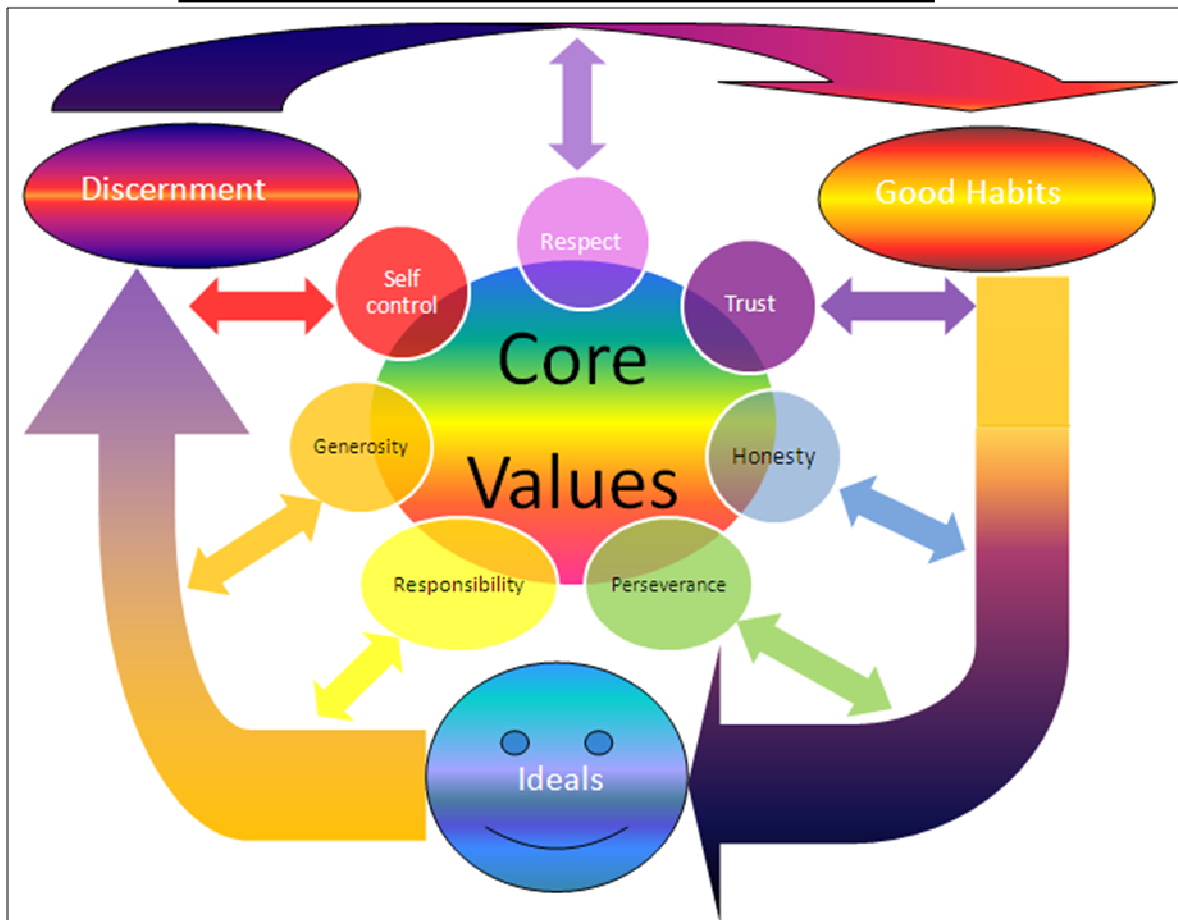 Discernment
Good Habits
Respect
Self
control
Trust
Core
Values
Generosity
Honesty
Responsibility
Perseverance
Ideals